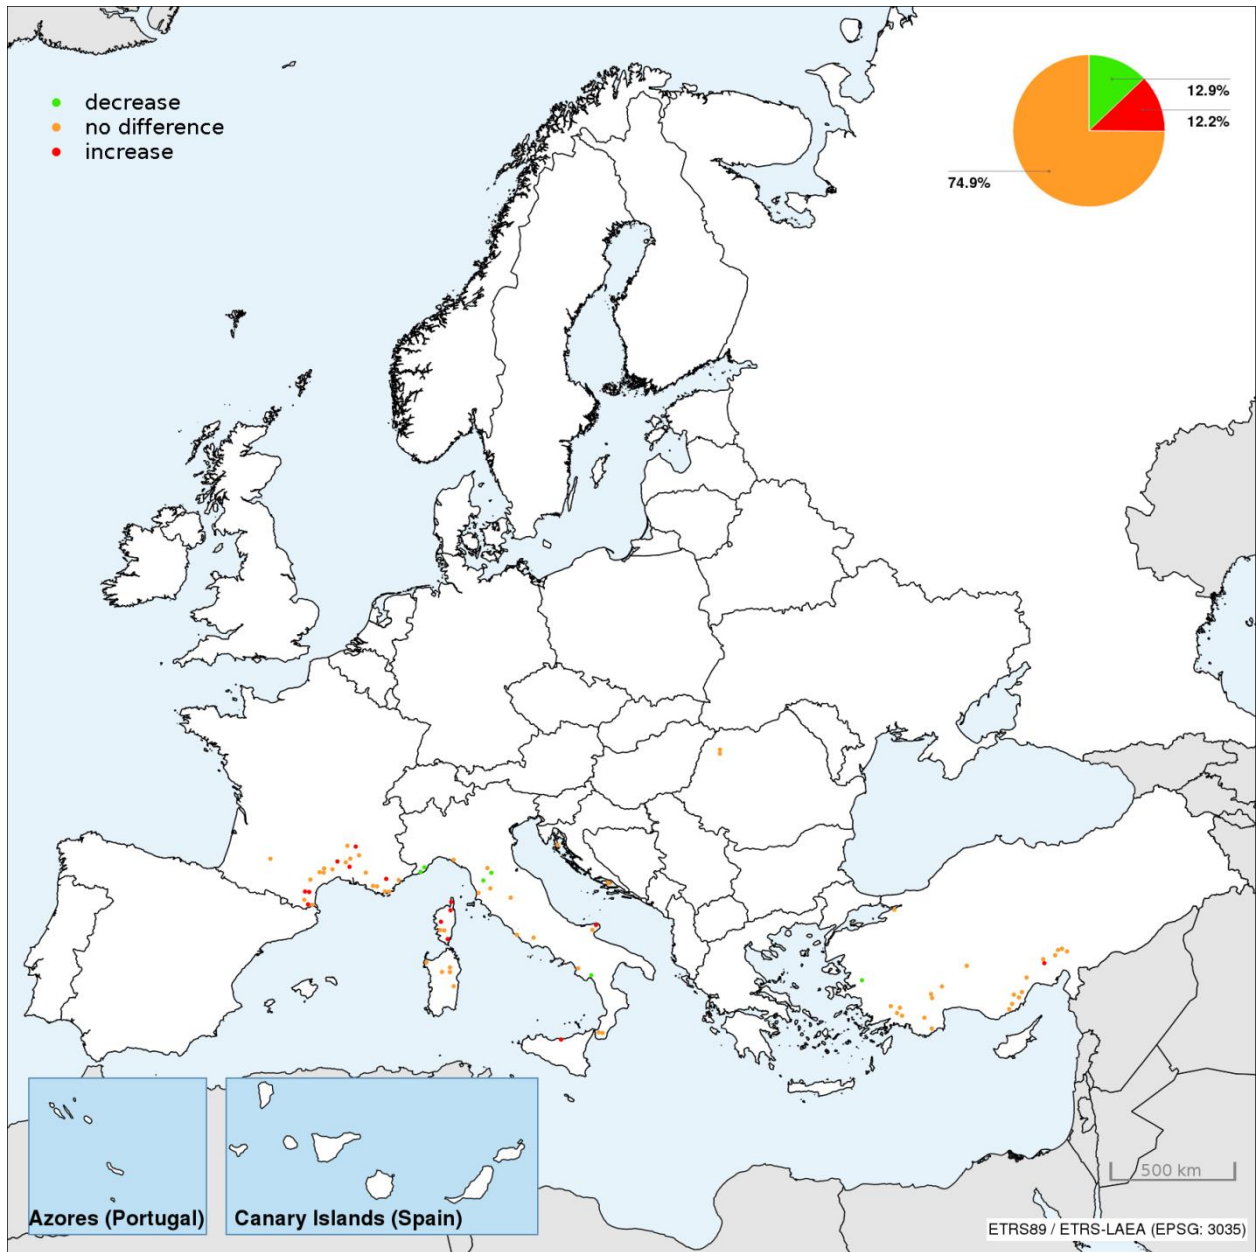 decrease
no difference
increase
12.9%
12.2%
74.9%
500 km
Azores (Portugal)
Canary Islands (Spain)
ETRS89 / ETRS-LAEA (EPSG: 3035)